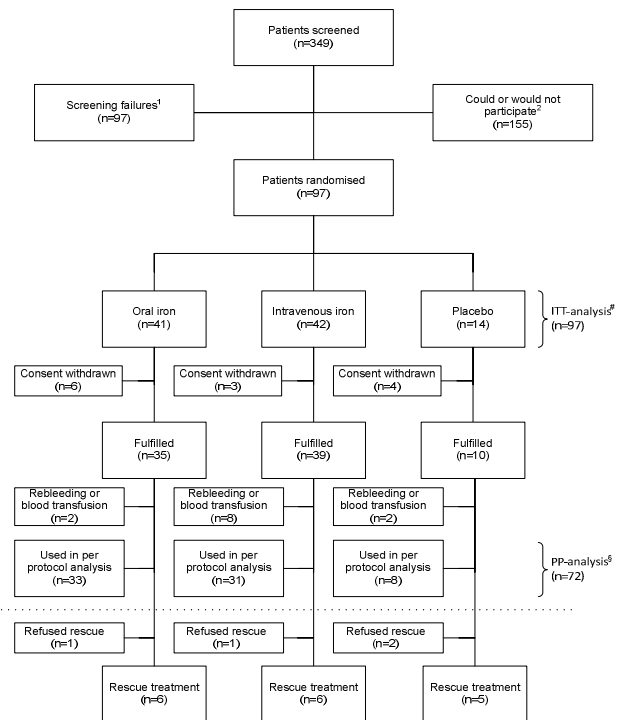 Patients screened
(n=349)
Screening failures1
(n=97)
Could or would not
participate2
(n=155)
Patients randomised
(n=97)
Oral iron
(n=41)
Intravenous iron
(n=42)
Placebo
(n=14)
ITT-analysis#
(n=97)
Consent withdrawn
(n=6)
Consent withdrawn
(n=3)
Consent withdrawn
(n=4)
Fulfilled
(n=35)
Fulfilled
(n=39)
Fulfilled
(n=10)
Rebleeding or
blood transfusion
(n=2)
Rebleeding or
blood transfusion
(n=8)
Rebleeding or
blood transfusion
(n=2)
Used in per
protocol analysis
(n=33)
Used in per
protocol analysis
(n=31)
Used in per
protocol analysis
(n=8)
PP-analysis§
(n=72)
Refused rescue
(n=1)
Refused rescue
(n=1)
Refused rescue
(n=2)
Rescue treatment
(n=6)
Rescue treatment
(n=6)
Rescue treatment
(n=5)